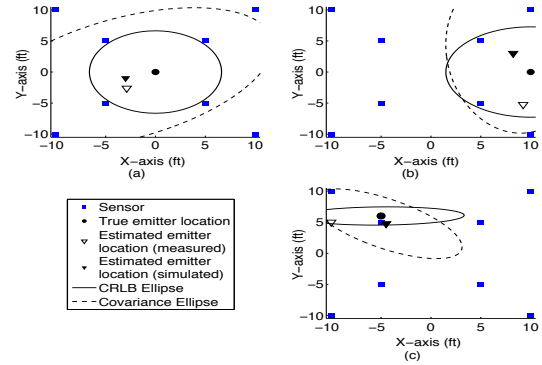 10
5
0
−5
−10
Y-axis (ft)
−10 −5 0 5 10
X-axis (ft)
(a)
10
5
0
−5
−10
Y-axis (ft)
−10 −5 0 5 10
X-axis (ft)
(b)
Sensor
True emitter location
Estimated emitter
location (measured)
Estimated emitter
location (simulated)
CRLB Ellipse
Covariance Ellipse
10
5
0
−5
−10
Y-axis (ft)
−10 −5 0 5 10
X-axis (ft)
(c)